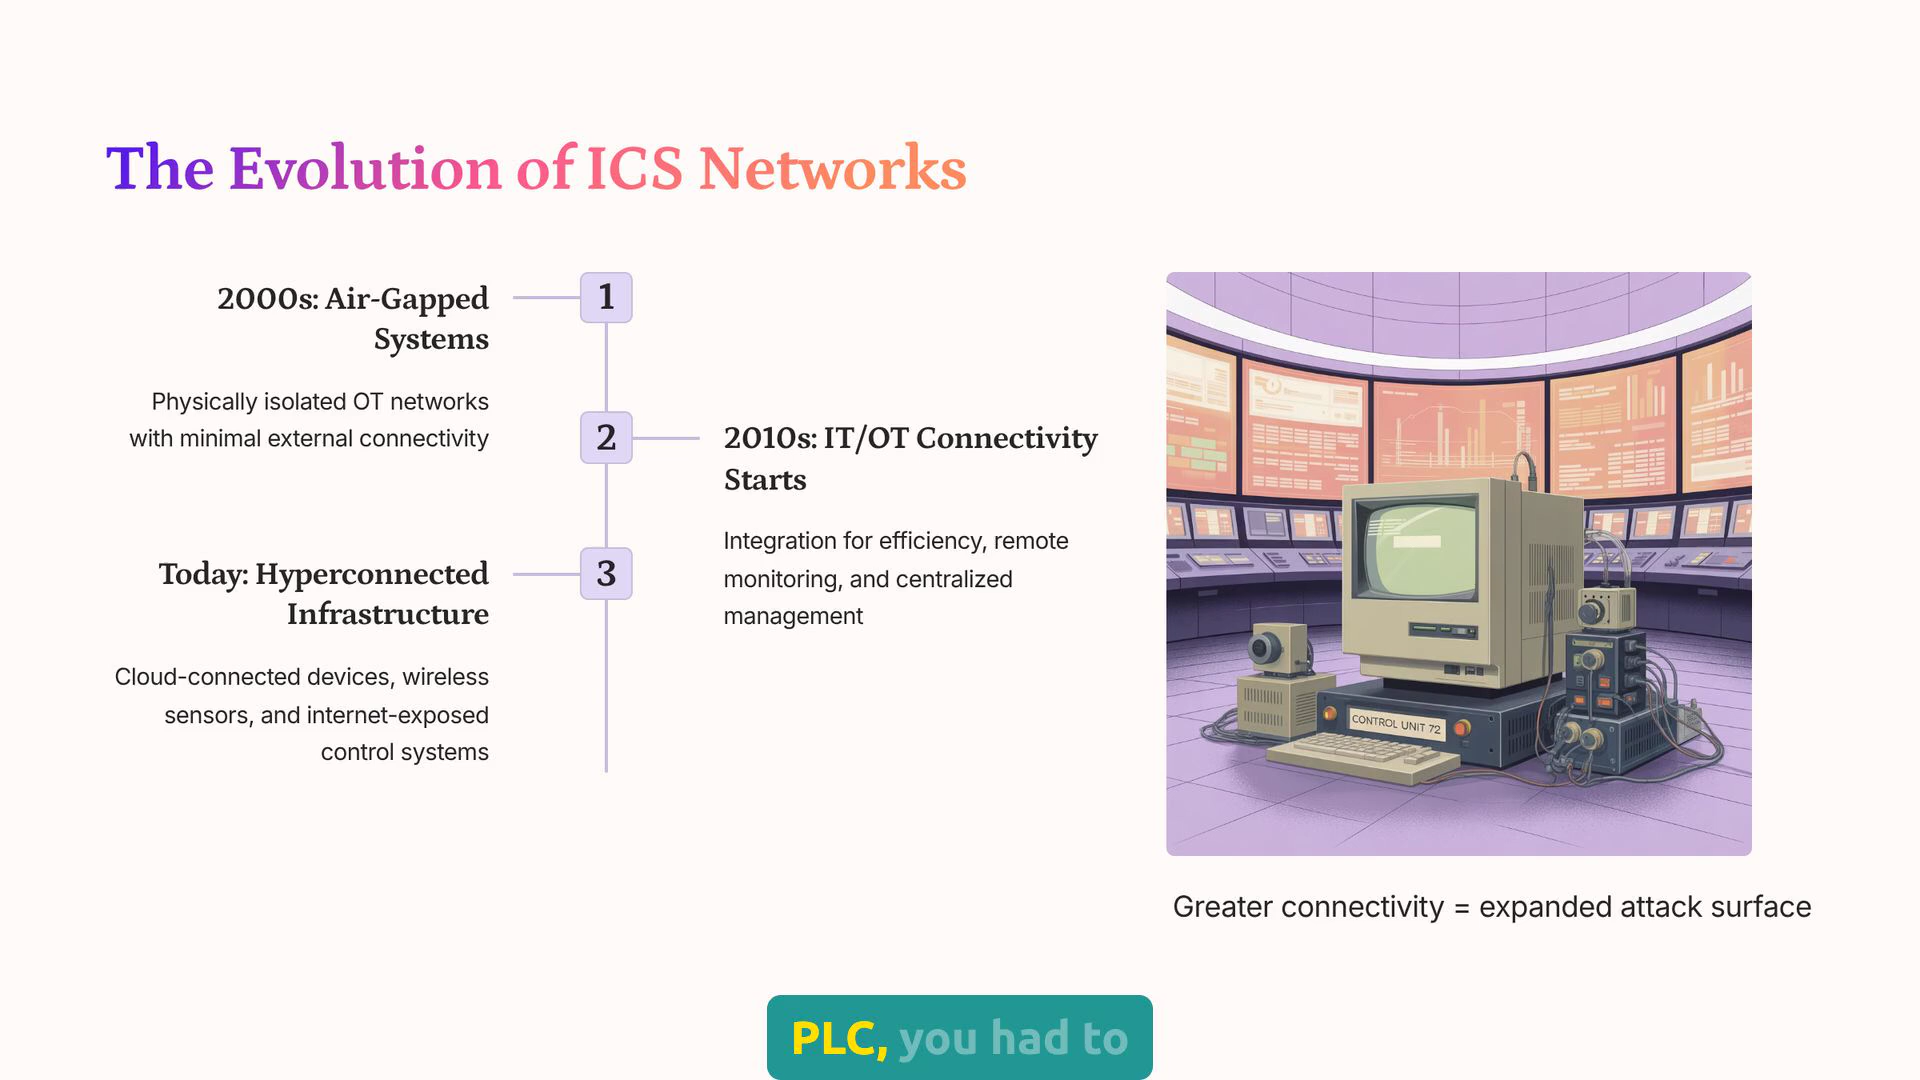 The Evolution of ICS Networks
1
2000s: Air-Gapped
Systems
Physically isolated OT networks
with minimal external connectivity
2
2010s: IT/OT Connectivity
Starts
Integration for efficiency, remote
monitoring, and centralized
management
3
Today: Hyperconnected
Infrastructure
Cloud-connected devices, wireless
sensors, and internet-exposed
control systems
CONTROL UNIT 72
Greater connectivity = expanded attack surface
PLC, you had to